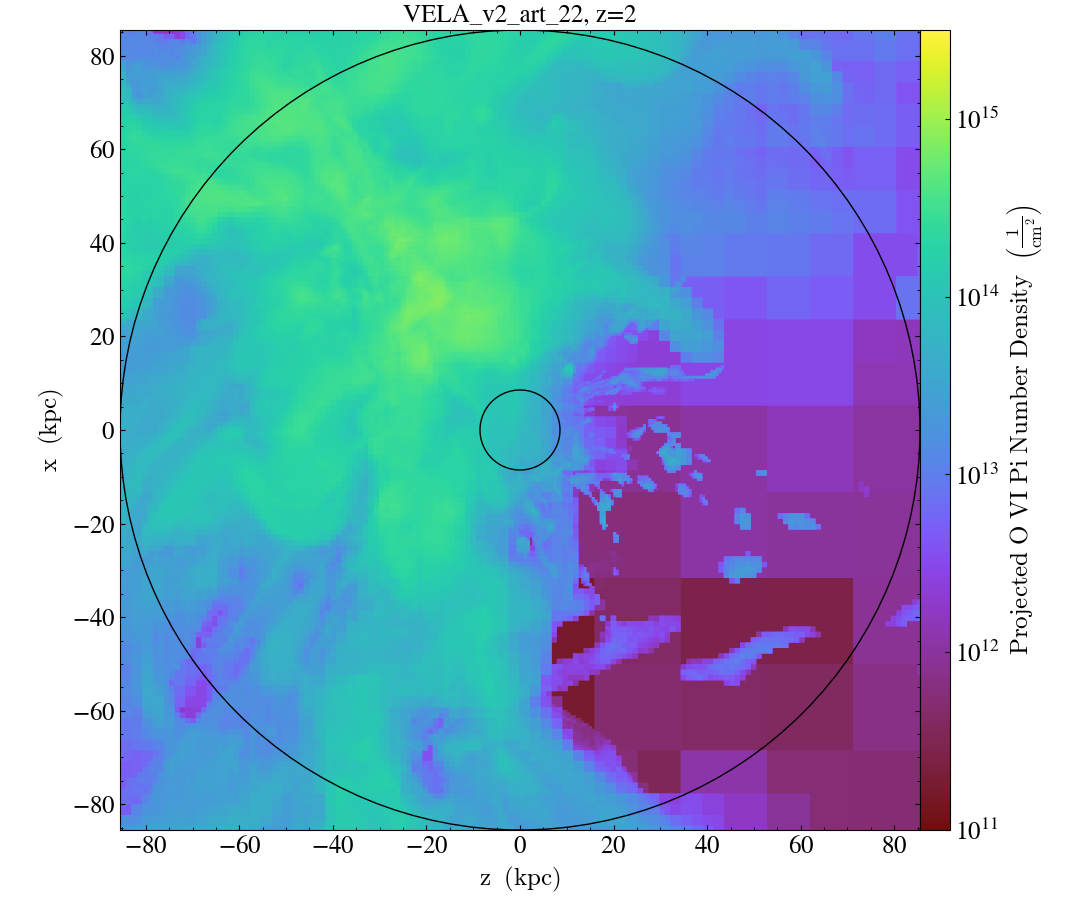 VELA_v2_art_22, z=2
80
60
40
20
0
−20
−40
−60
−80
x (kpc)
−80 −60 −40 −20 0 20 40 60 80
z (kpc)
10^15
10^14
10^13
10^12
10^11
Projected O VI Pi Number Density (1/cm^2)